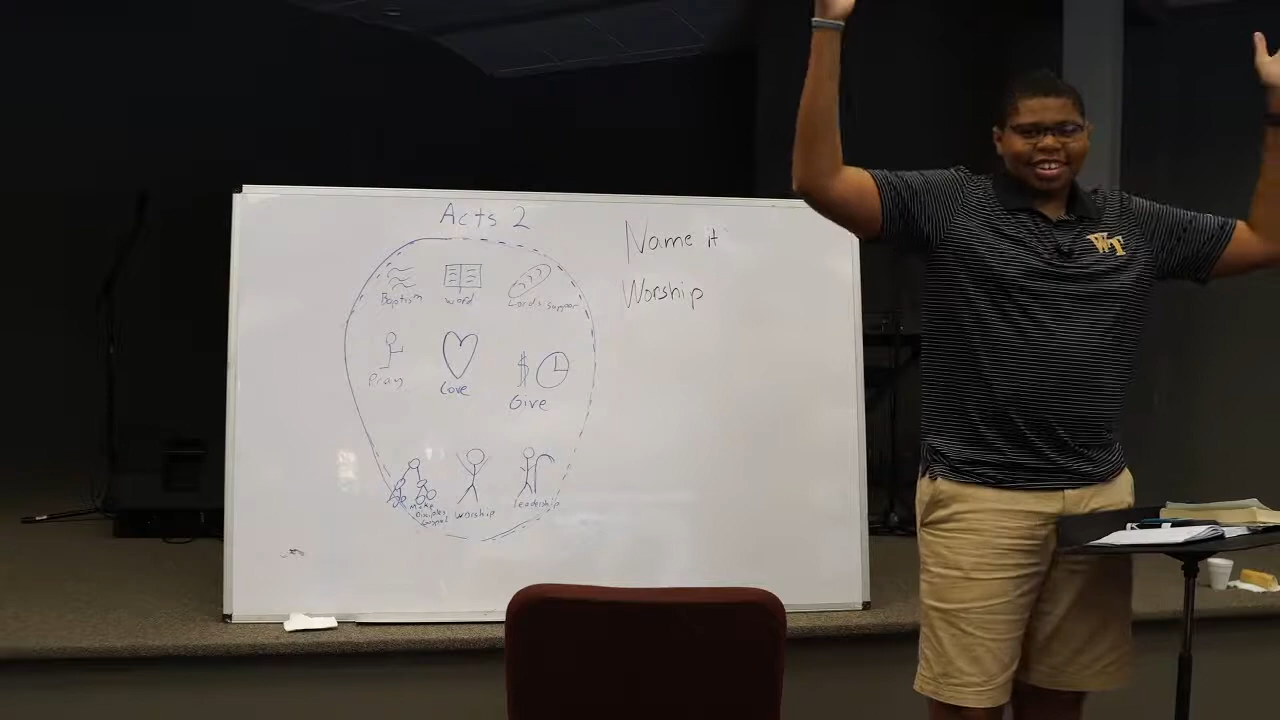 Acts 2
Name it
Worship
Baptism
word
Lord's supper
Pray
Love
$
Give
Make
Disciples
Gospel
worship
leadership
WF